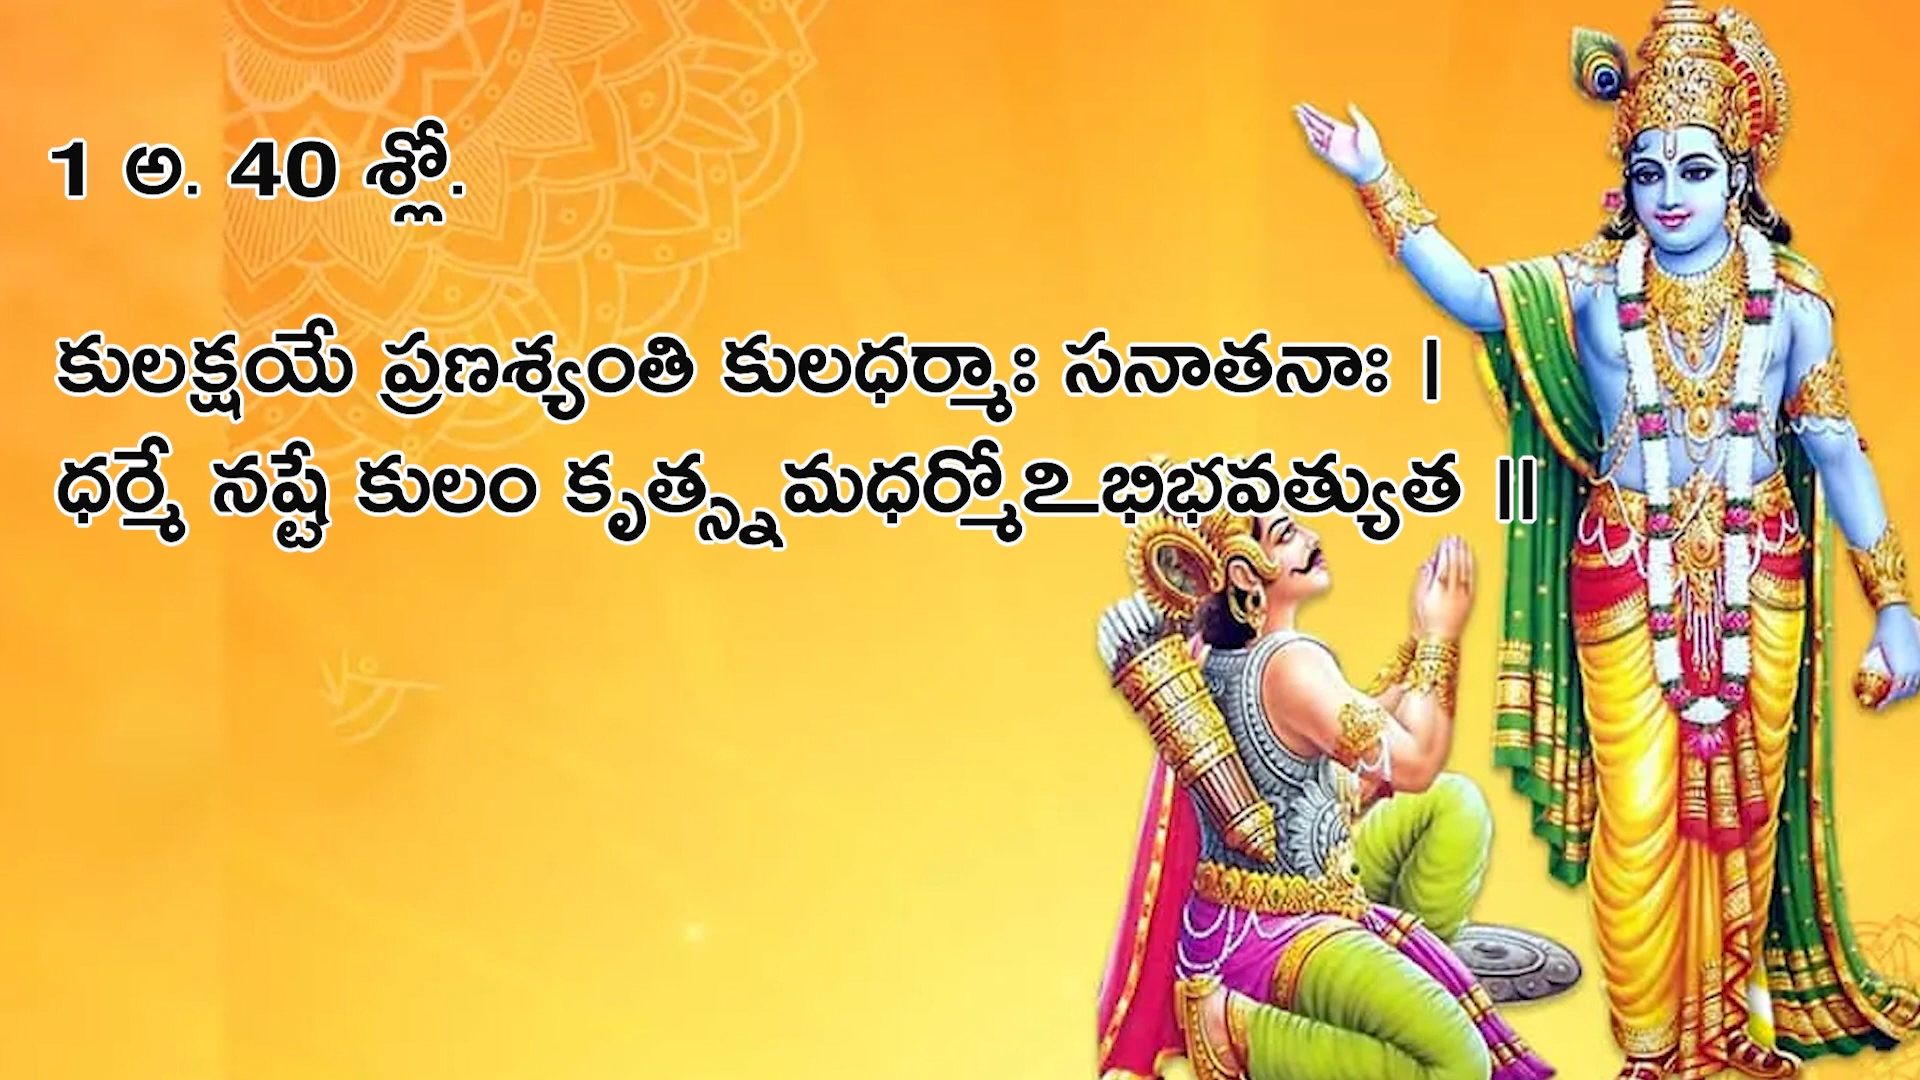 1 అ. 40 శ్లో.
కులక్షయే ప్రణశ్యంతి కులధర్మాః సనాతనాః |
ధర్మే నష్టే కులం కృత్స్నమధర్మోఽభిభవత్యుత ||